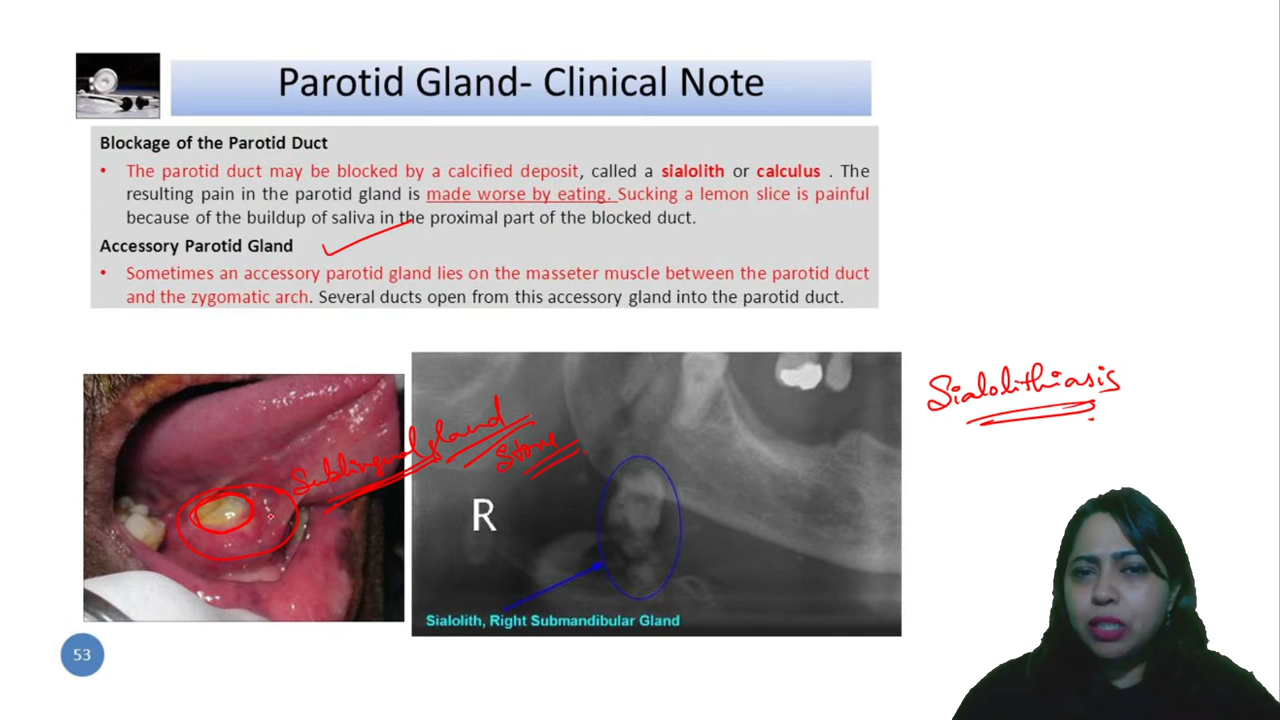 Parotid Gland- Clinical Note
Blockage of the Parotid Duct
• The parotid duct may be blocked by a calcified deposit, called a sialolith or calculus . The
resulting pain in the parotid gland is made worse by eating. Sucking a lemon slice is painful
because of the buildup of saliva in the proximal part of the blocked duct.
Accessory Parotid Gland
• Sometimes an accessory parotid gland lies on the masseter muscle between the parotid duct
and the zygomatic arch. Several ducts open from this accessory gland into the parotid duct.
Sialolithiasis
Sublingual gland
Stone
R
Sialolith, Right Submandibular Gland
53